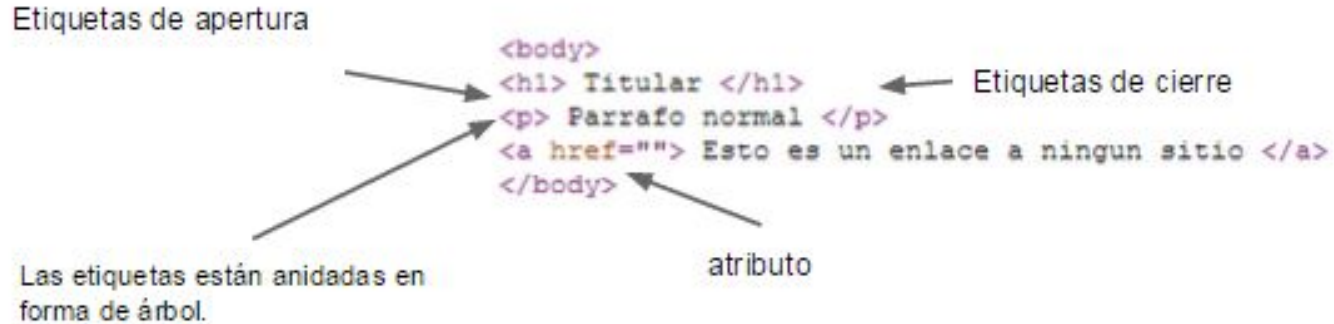 Etiquetas de apertura
<body>
<h1> Titular </h1>
Etiquetas de cierre
<p> Parrafo normal </p>
<a href=""> Esto es un enlace a ningun sitio </a>
</body>
atributo
Las etiquetas están anidadas en
forma de árbol.